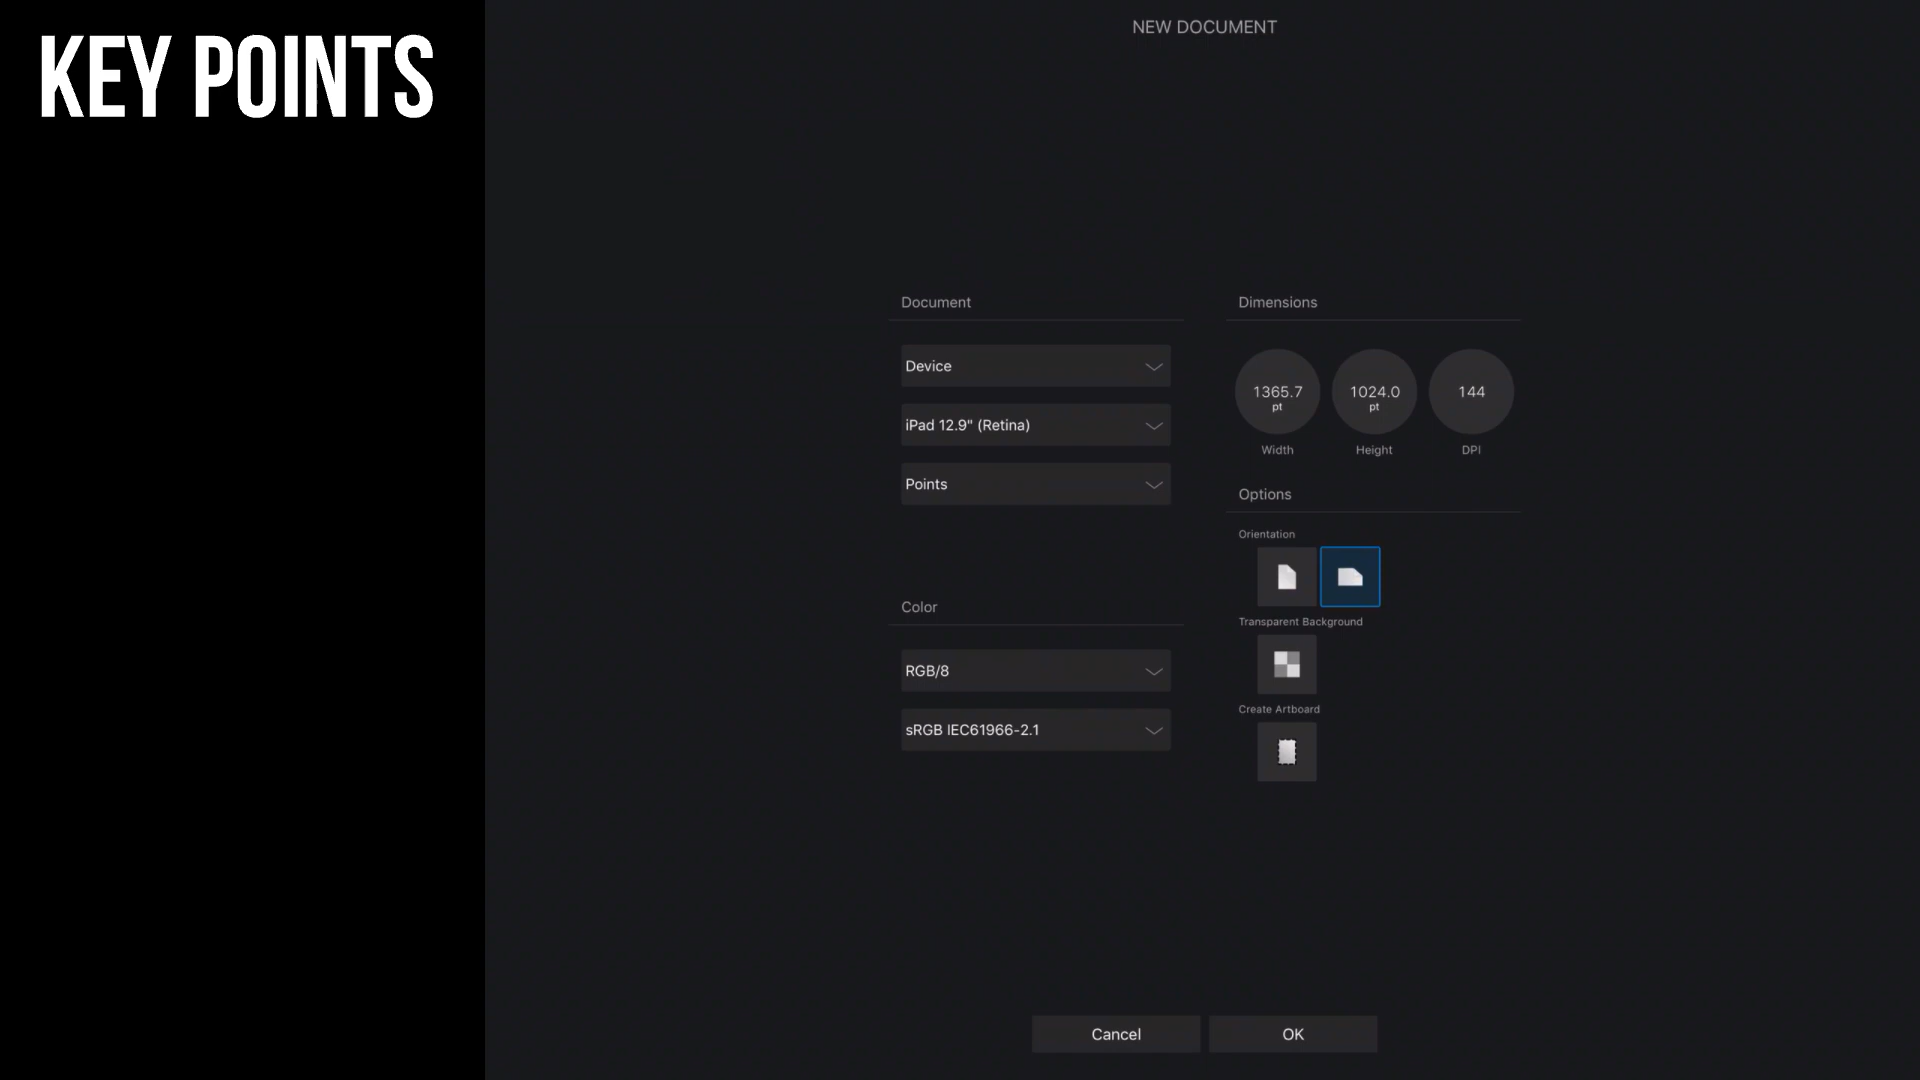 KEY POINTS
NEW DOCUMENT
Document
Device
iPad 12.9" (Retina)
Points
Color
RGB/8
sRGB IEC61966-2.1
Dimensions
1365.7 pt
Width
1024.0 pt
Height
144
DPI
Options
Orientation
Transparent Background
Create Artboard
Cancel
OK